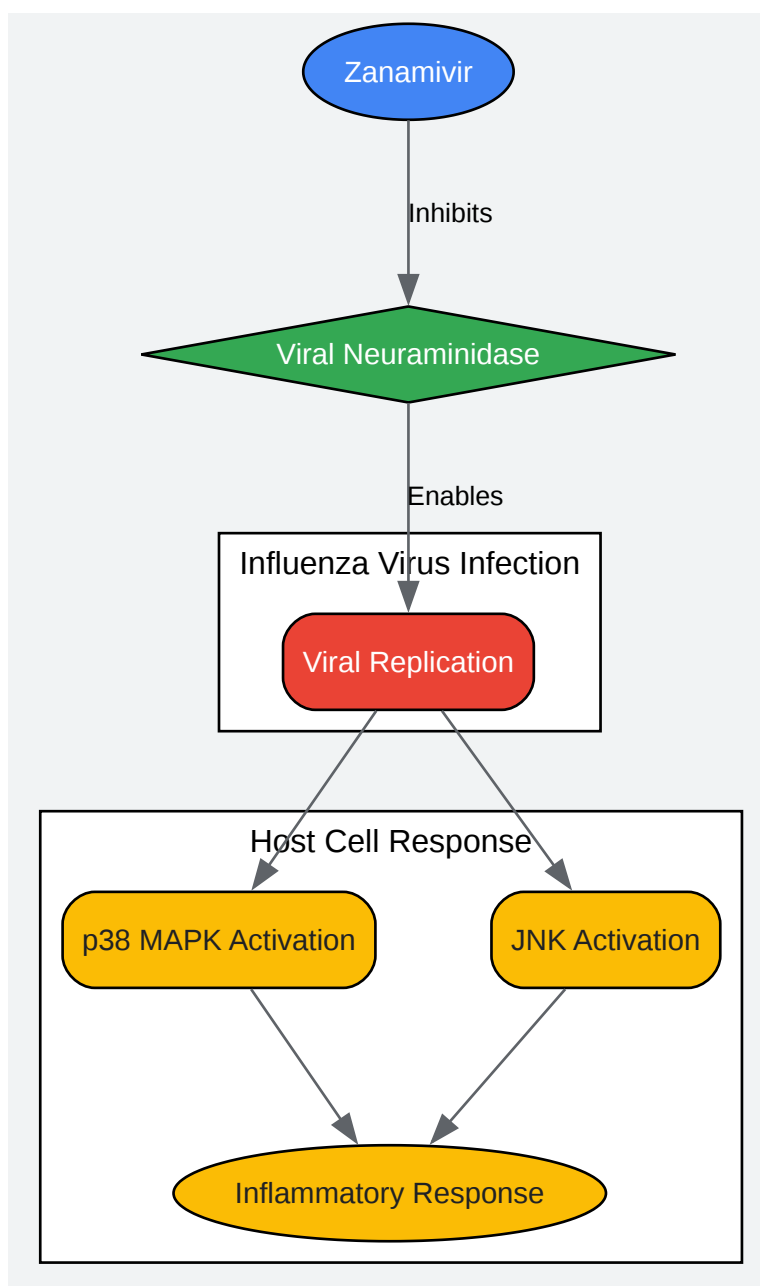 Zanamivir
Inhibits
Viral Neuraminidase
Enables
Influenza Virus Infection
Viral Replication
Host Cell Response
p38 MAPK Activation
JNK Activation
Inflammatory Response